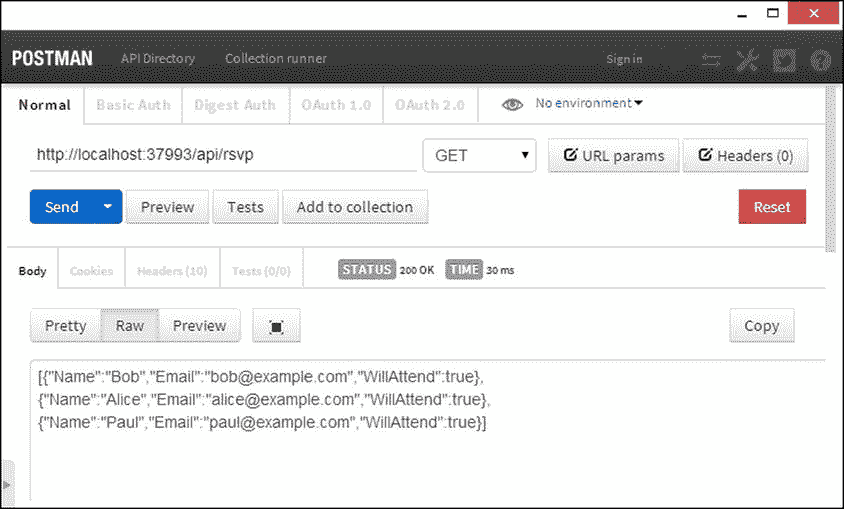 POSTMAN API Directory Collection runner Sign in
Normal Basic Auth Digest Auth OAuth 1.0 OAuth 2.0 No environment
http://localhost:37993/api/rsvp GET URL params Headers (0)
Send Preview Tests Add to collection Reset
Body Cookies Headers (10) Tests (0/0) STATUS 200 OK TIME 30 ms
Pretty Raw Preview Copy
[{"Name":"Bob","Email":"bob@example.com","WillAttend":true},
{"Name":"Alice","Email":"alice@example.com","WillAttend":true},
{"Name":"Paul","Email":"paul@example.com","WillAttend":true}]